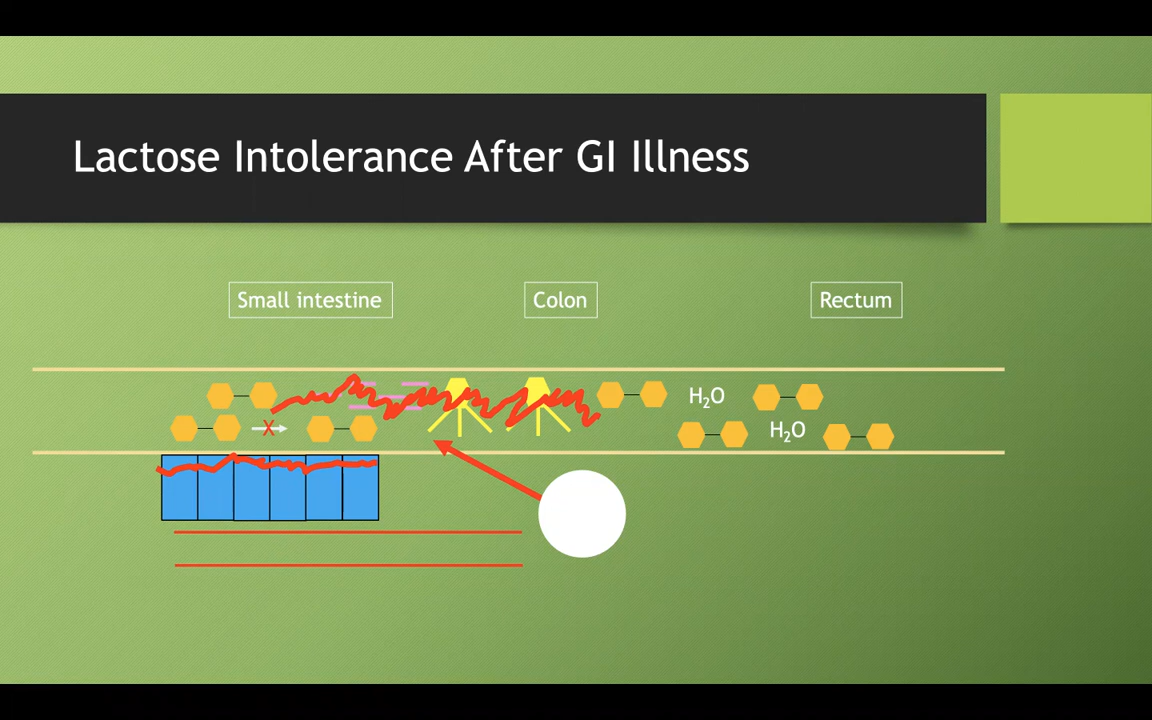 Lactose Intolerance After GI Illness
Small intestine
Colon
Rectum
H₂O
X
H₂O